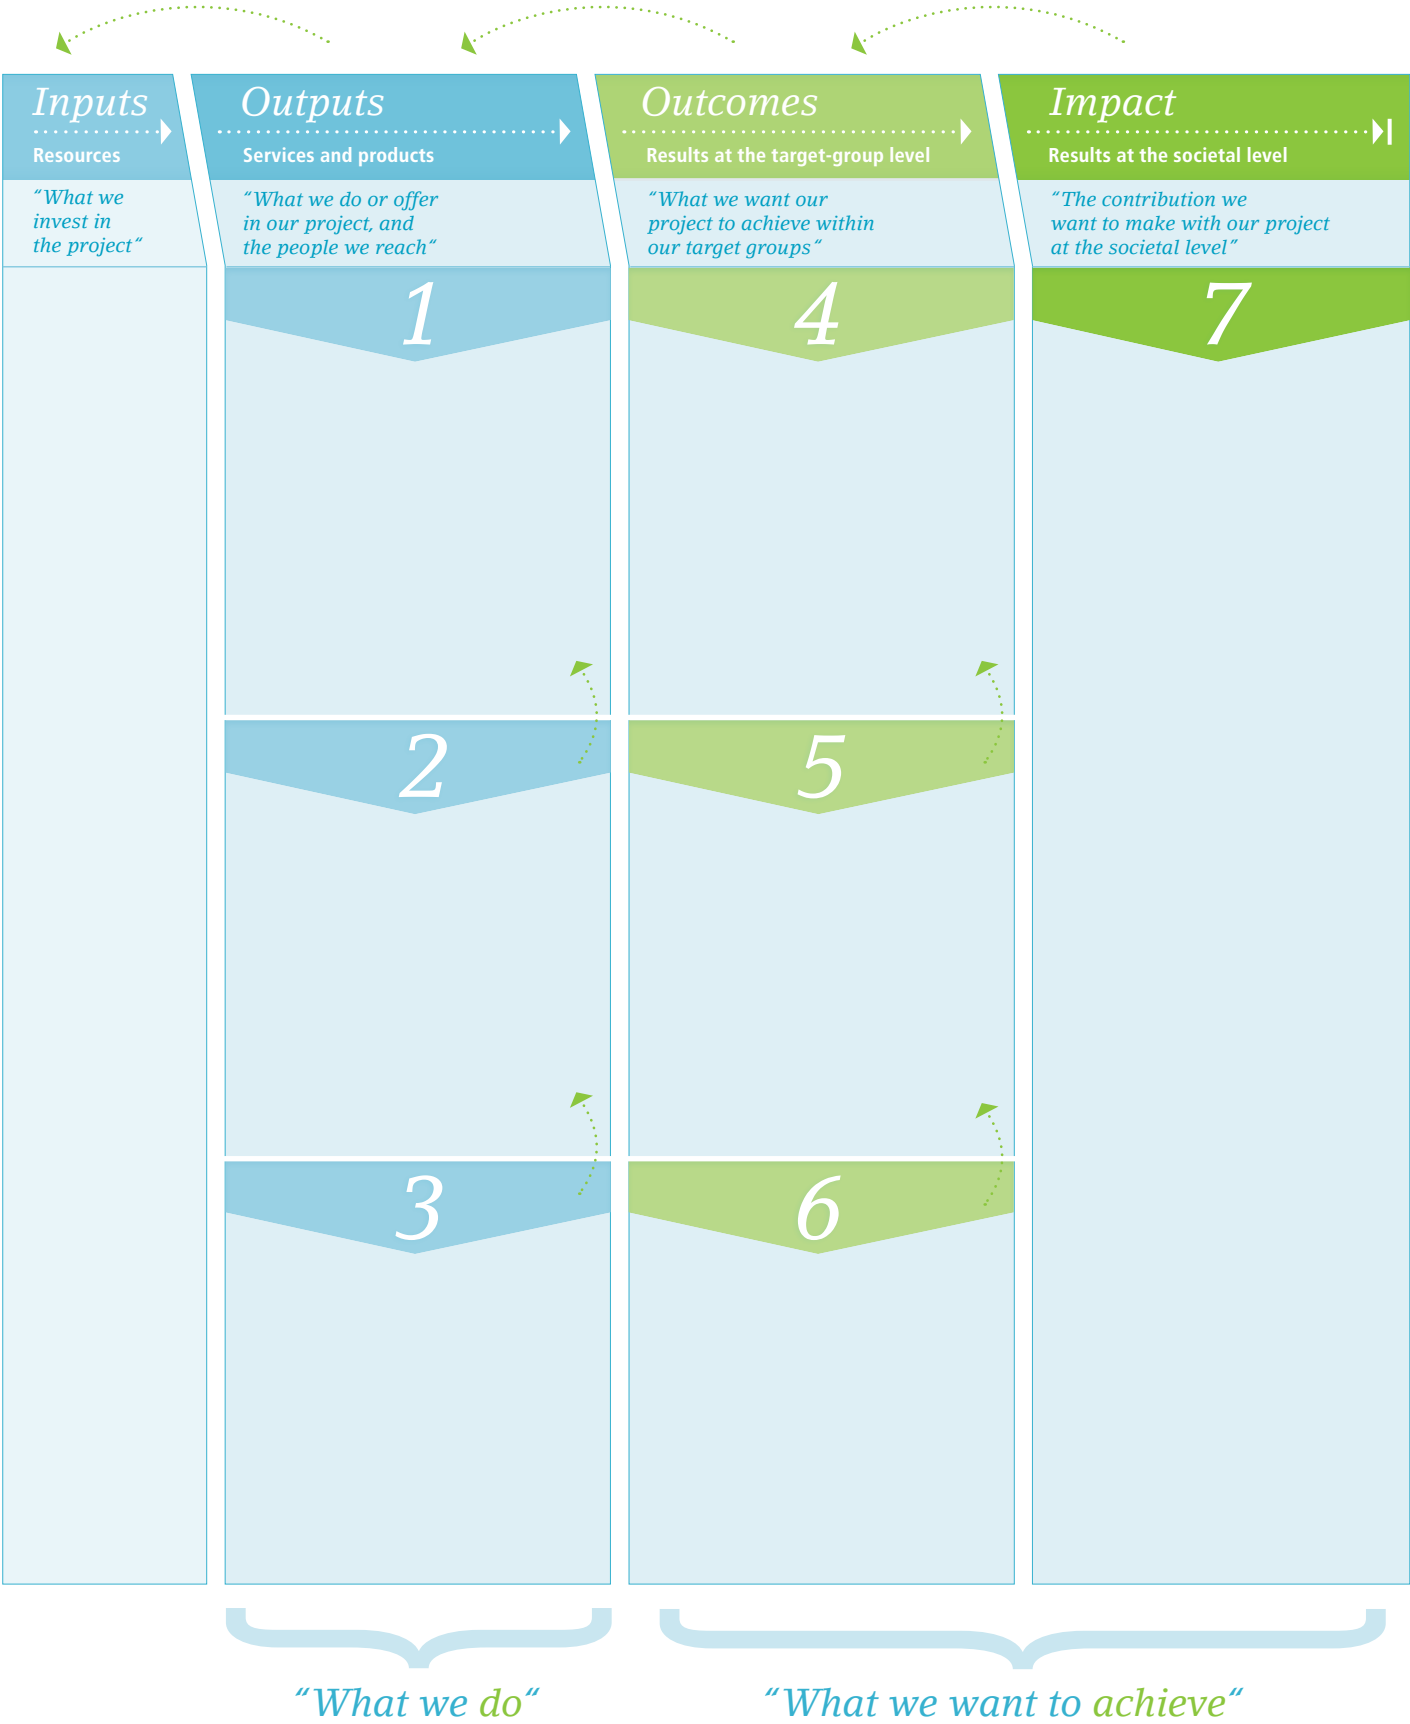 Inputs
Resources
“What we
invest in
the project“
Outputs
Services and products
“What we do or offer
in our project, and
the people we reach“
Outcomes
Results at the target-group level
“What we want our
project to achieve within
our target groups“
Impact
Results at the societal level
“The contribution we
want to make with our project
at the societal level”
1
2
3
4
5
6
7
“What we do“
“What we want to achieve“